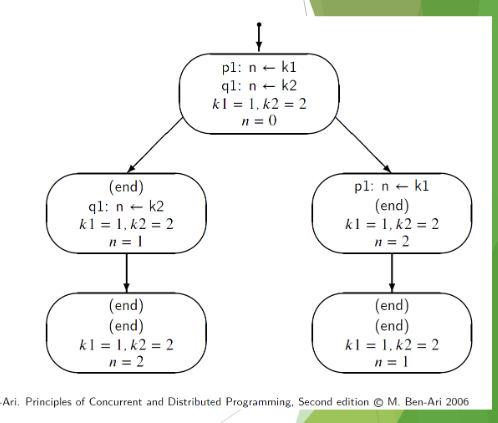 p1: n ← k1
q1: n ← k2
k1 = 1, k2 = 2
n = 0
(end)
q1: n ← k2
k1 = 1, k2 = 2
n = 1
p1: n ← k1
(end)
k1 = 1, k2 = 2
n = 2
(end)
(end)
k1 = 1, k2 = 2
n = 2
(end)
(end)
k1 = 1, k2 = 2
n = 1
-Ari. Principles of Concurrent and Distributed Programming, Second edition © M. Ben-Ari 2006